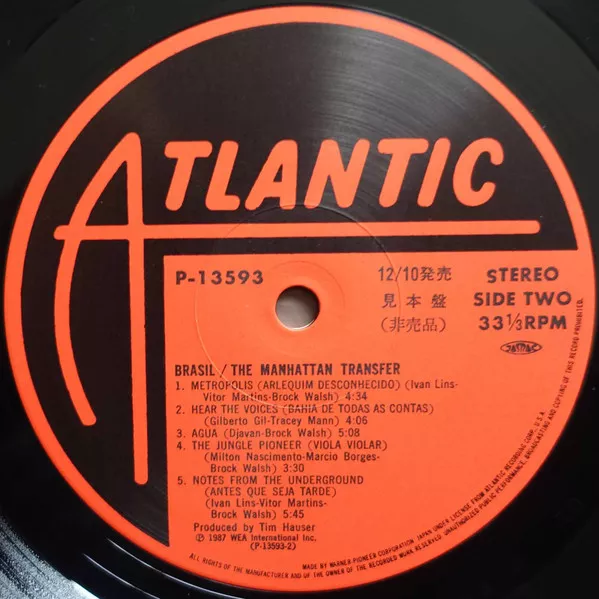 ATLANTIC
P-13593
12/10発売
見本盤
(非売品)
STEREO
SIDE TWO
33⅓RPM
JASRAC
BRASIL / THE MANHATTAN TRANSFER
1. METROPOLIS (ARLEQUIM DESCONHECIDO) (Ivan Lins-
Vitor Martins-Brock Walsh) 4:34
2. HEAR THE VOICES (BAHIA DE TODAS AS CONTAS)
(Gilberto Gil-Tracey Mann) 4:06
3. AGUA (Djavan-Brock Walsh) 5:08
4. THE JUNGLE PIONEER (VIOLA VIOLAR)
(Milton Nascimento-Marcio Borges-
Brock Walsh) 3:30
5. NOTES FROM THE UNDERGROUND
(ANTES QUE SEJA TARDE)
(Ivan Lins-Vitor Martins-
Brock Walsh) 5:45
Produced by Tim Hauser
Ⓟ 1987 WEA International Inc.
(P-13593-2)
MADE BY WARNER-PIONEER CORPORATION, JAPAN UNDER LICENSE FROM ATLANTIC RECORDING CORP., U.S.A.
ALL RIGHTS OF THE MANUFACTURER AND OF THE OWNER OF THE RECORDED WORK RESERVED. UNAUTHORIZED PUBLIC PERFORMANCE, BROADCASTING AND COPYING OF THIS RECORD PROHIBITED.